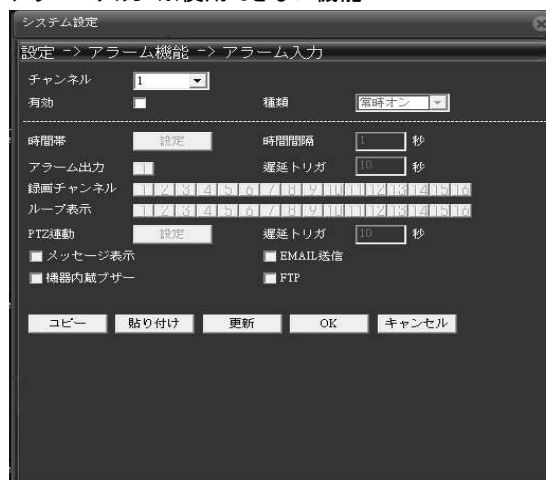 システム設定
設定 -> アラーム機能 -> アラーム入力
チャンネル 1
有効 種類 常時オン
時間帯 設定 時間間隔 1 秒
アラーム出力 1 遅延トリガ 10 秒
録画チャンネル 1 2 3 4 5 6 7 8 9 10 11 12 13 14 15 16
ループ表示 1 2 3 4 5 6 7 8 9 10 11 12 13 14 15 16
PTZ連動 設定 遅延トリガ 10 秒
メッセージ表示 EMAIL送信
機器内蔵ブザー FTP
コピー 貼り付け 更新 OK キャンセル